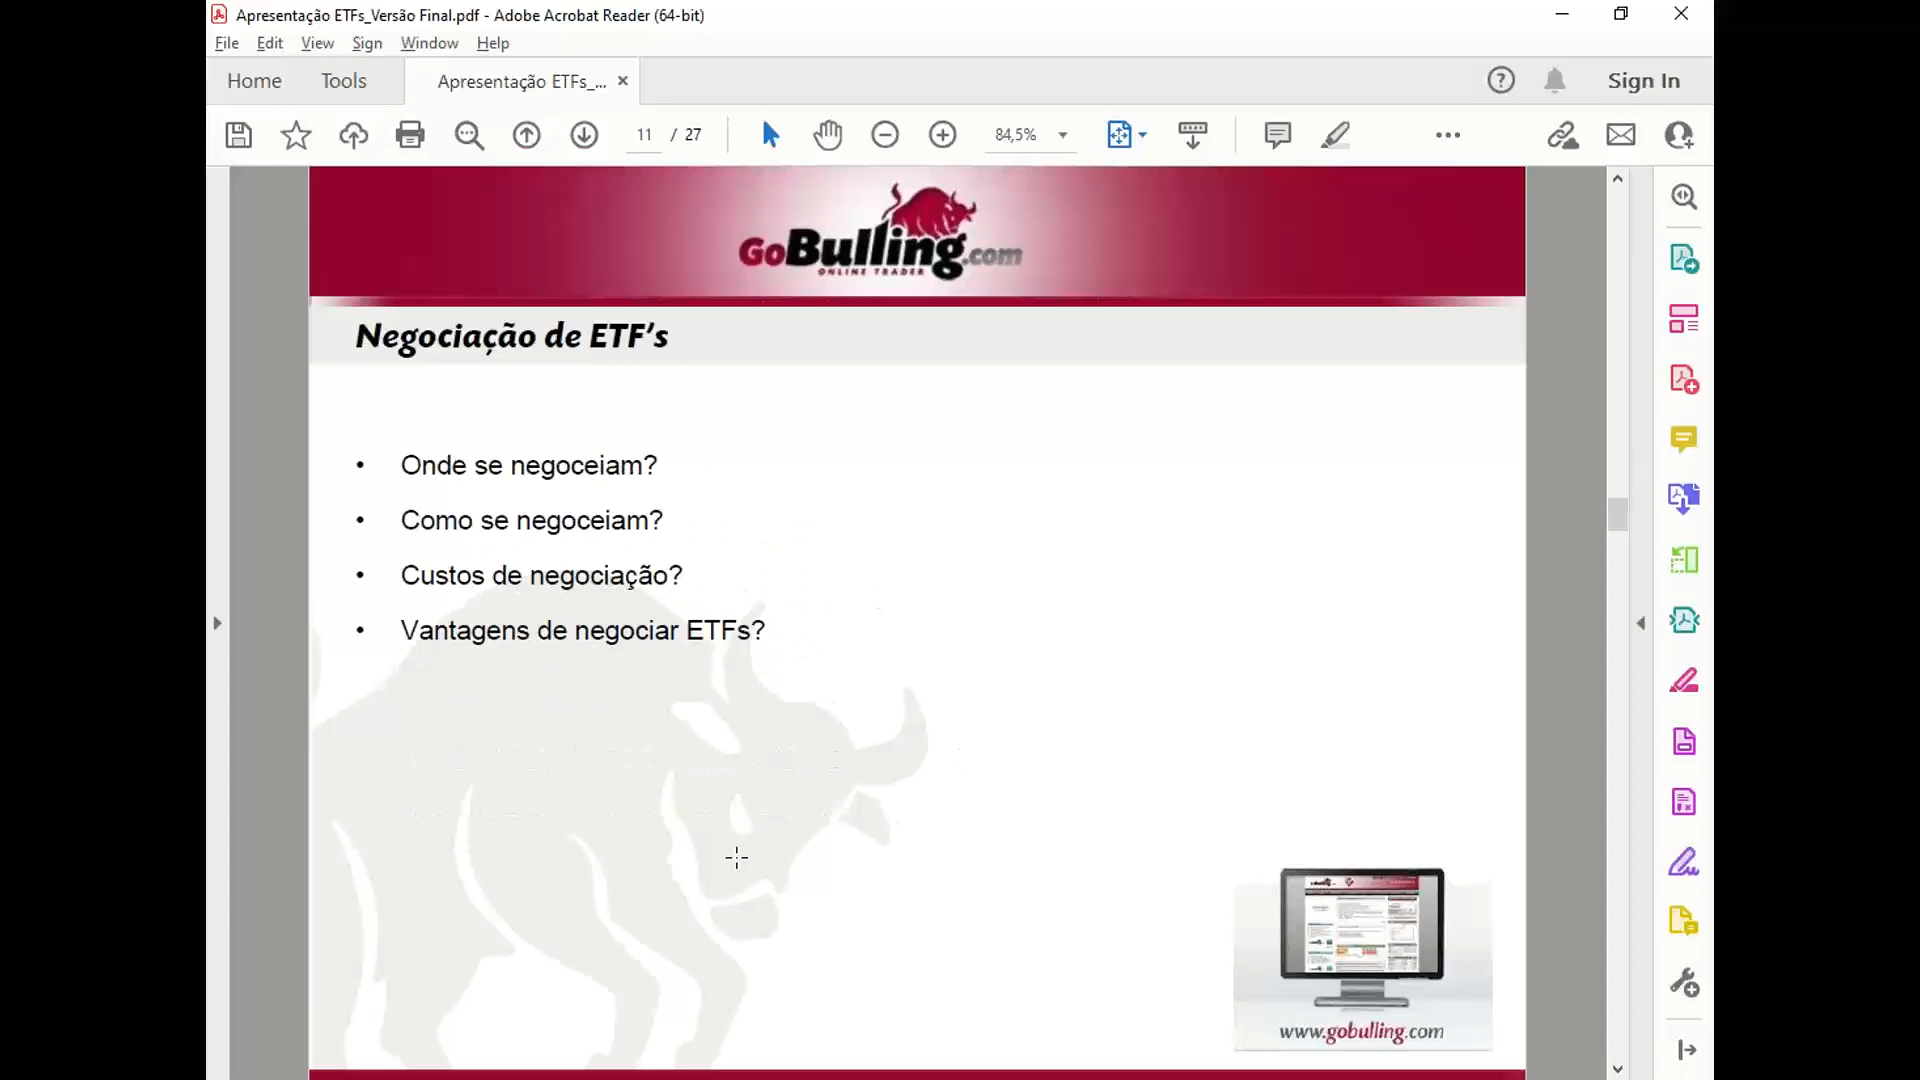 Apresentação ETFs_Versão Final.pdf - Adobe Acrobat Reader (64-bit)
File Edit View Sign Window Help
Home Tools Apresentação ETFs_... × Sign In
11 / 27 84,5%
GoBulling.com
ONLINE TRADER
Negociação de ETF's
• Onde se negoceiam?
• Como se negoceiam?
• Custos de negociação?
• Vantagens de negociar ETFs?
www.gobulling.com